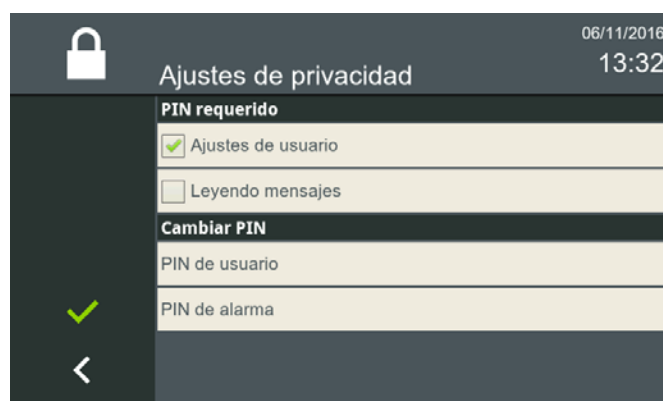 06/11/2016
13:32
Ajustes de privacidad
PIN requerido
Ajustes de usuario
Leyendo mensajes
Cambiar PIN
PIN de usuario
PIN de alarma